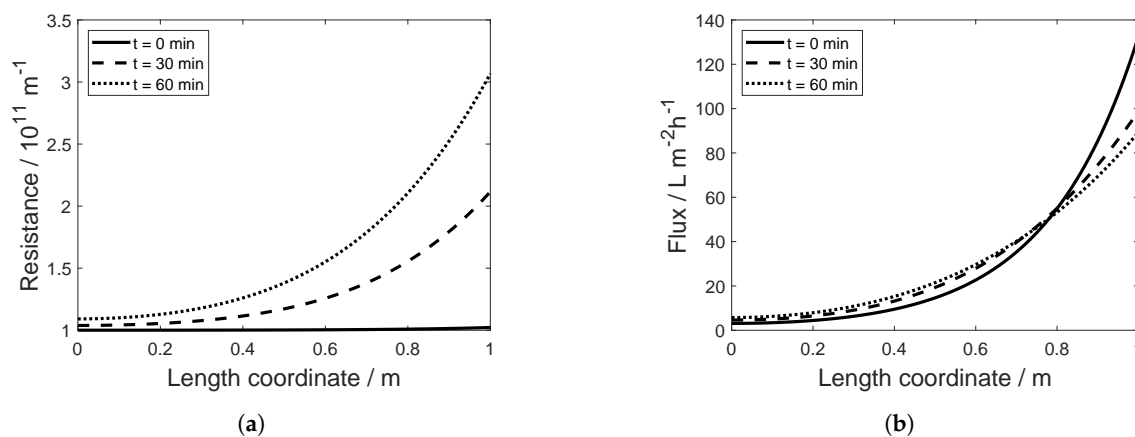 3.5
3
2.5
2
1.5
1
Resistance / 10^11 m^-1
t = 0 min
t = 30 min
t = 60 min
0 0.2 0.4 0.6 0.8 1
Length coordinate / m
(a)
140
120
100
80
60
40
20
0
Flux / L m^-2h^-1
t = 0 min
t = 30 min
t = 60 min
0 0.2 0.4 0.6 0.8
Length coordinate / m
(b)